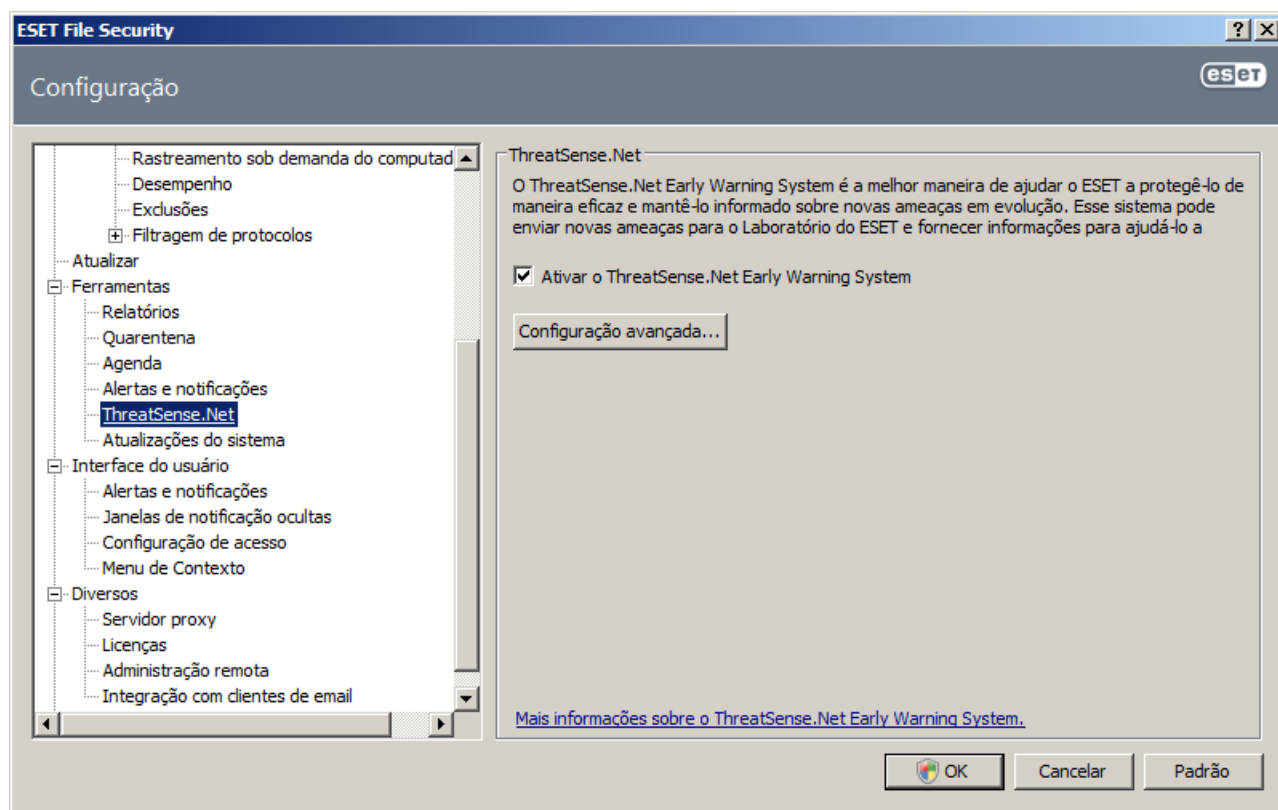 ESET File Security
Configuração
eset
Rastreamento sob demanda do computad
Desempenho
Exclusões
Filtragem de protocolos
Atualizar
Ferramentas
Relatórios
Quarentena
Agenda
Alertas e notificações
ThreatSense.Net
Atualizações do sistema
Interface do usuário
Alertas e notificações
Janelas de notificação ocultas
Configuração de acesso
Menu de Contexto
Diversos
Servidor proxy
Licenças
Administração remota
Integração com clientes de email
ThreatSense.Net
O ThreatSense.Net Early Warning System é a melhor maneira de ajudar o ESET a protegê-lo de
maneira eficaz e mantê-lo informado sobre novas ameaças em evolução. Esse sistema pode
enviar novas ameaças para o Laboratório do ESET e fornecer informações para ajudá-lo a
Ativar o ThreatSense.Net Early Warning System
Configuração avançada...
Mais informações sobre o ThreatSense.Net Early Warning System.
OK
Cancelar
Padrão